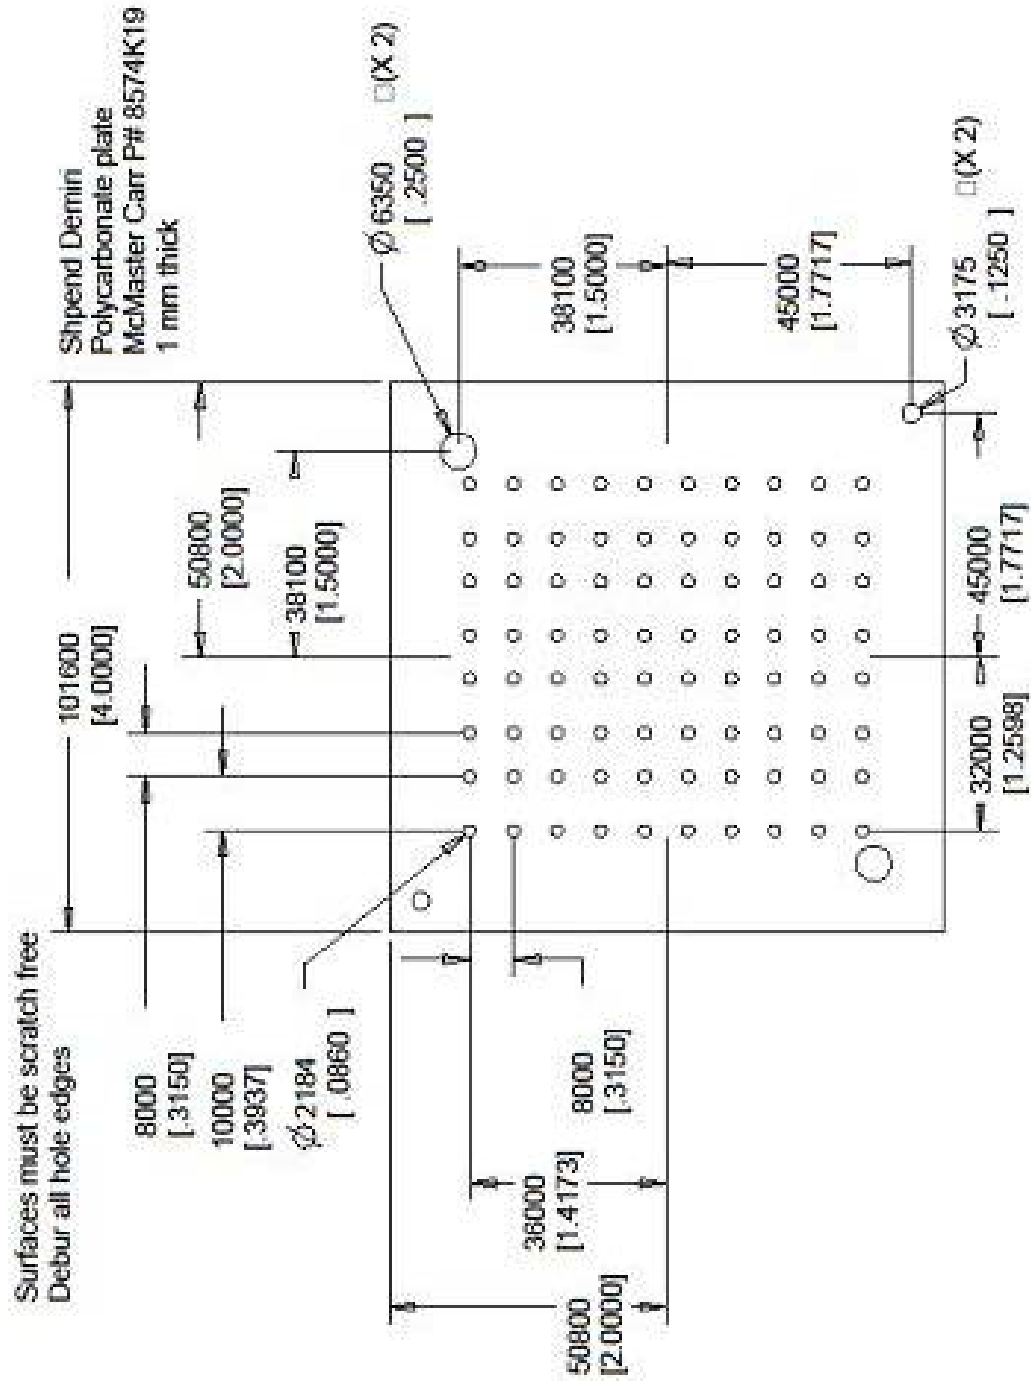 Surfaces must be scratch free
Debur all hole edges
Shpend Demiri
Polycarbonate plate
McMaster Carr P# 8574K19
1 mm thick
101600
[4.0000]
50800
[2.0000]
38100
[1.5000]
8000
[.3150]
10000
[.3937]
Ø 2184
[ .0860 ]
Ø 6350 □(X 2)
[ .2500 ]
38100
[1.5000]
45000
[1.7717]
Ø 3175 □(X 2)
[ .1250 ]
8000
[.3150]
36000
[1.4173]
50800
[2.0000]
32000
[1.2598]
45000
[1.7717]